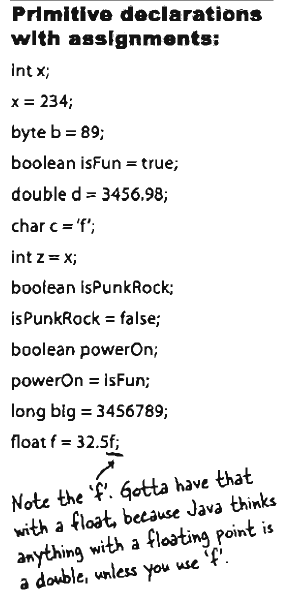 Primitive declarations
with assignments:
int x;
x = 234;
byte b = 89;
boolean isFun = true;
double d = 3456.98;
char c = 'f';
int z = x;
boolean isPunkRock;
isPunkRock = false;
boolean powerOn;
powerOn = isFun;
long big = 3456789;
float f = 32.5f;
Note the 'f'. Gotta have that
with a float, because Java thinks
anything with a floating point is
a double, unless you use 'f'.